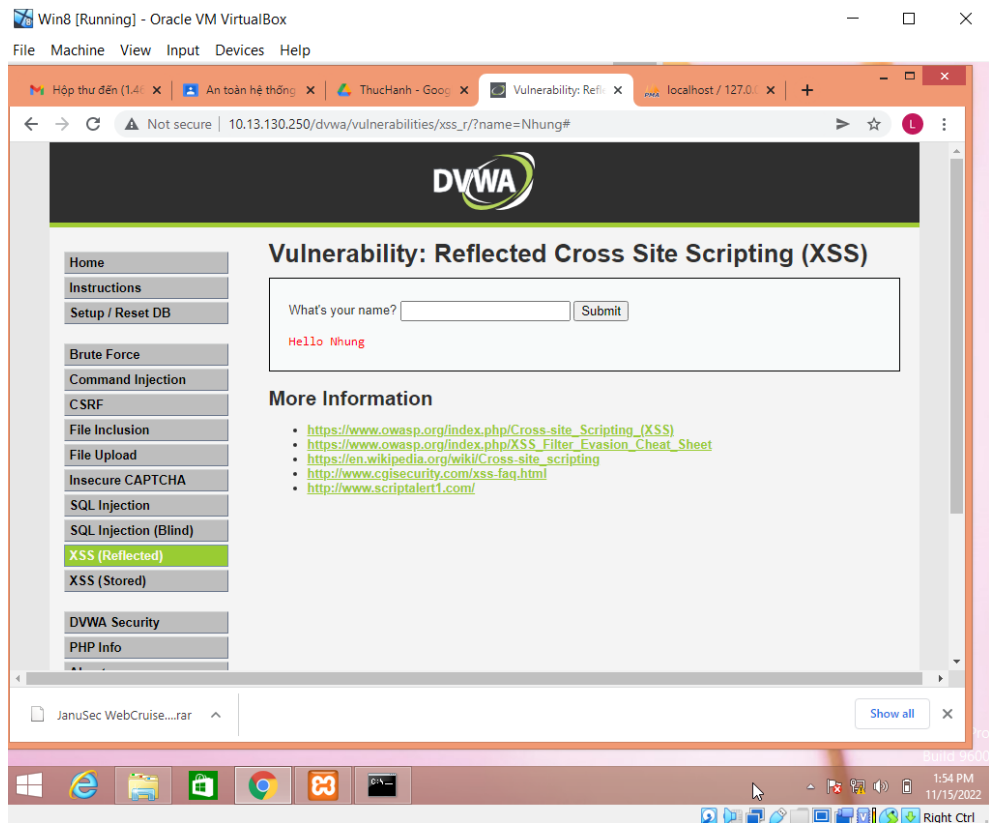 Win8 [Running] - Oracle VM VirtualBox
File Machine View Input Devices Help
Hộp thư đến (1.46 An toàn hệ thống ThucHanh - Goog Vulnerability: Refle localhost / 127.0.0
Not secure 10.13.130.250/dvwa/vulnerabilities/xss_r/?name=Nhung# L
DVWA
Vulnerability: Reflected Cross Site Scripting (XSS)
Home
Instructions
Setup / Reset DB
Brute Force
Command Injection
CSRF
File Inclusion
File Upload
Insecure CAPTCHA
SQL Injection
SQL Injection (Blind)
XSS (Reflected)
XSS (Stored)
DVWA Security
PHP Info
What's your name? Submit
Hello Nhung
More Information
https://www.owasp.org/index.php/Cross-site_Scripting_(XSS)
https://www.owasp.org/index.php/XSS_Filter_Evasion_Cheat_Sheet
https://en.wikipedia.org/wiki/Cross-site_scripting
http://www.cgisecurity.com/xss-faq.html
http://www.scriptalert1.com/
JanuSec WebCruise....rar Show all
Pro
Build 9600
1:54 PM
11/15/2022
Right Ctrl